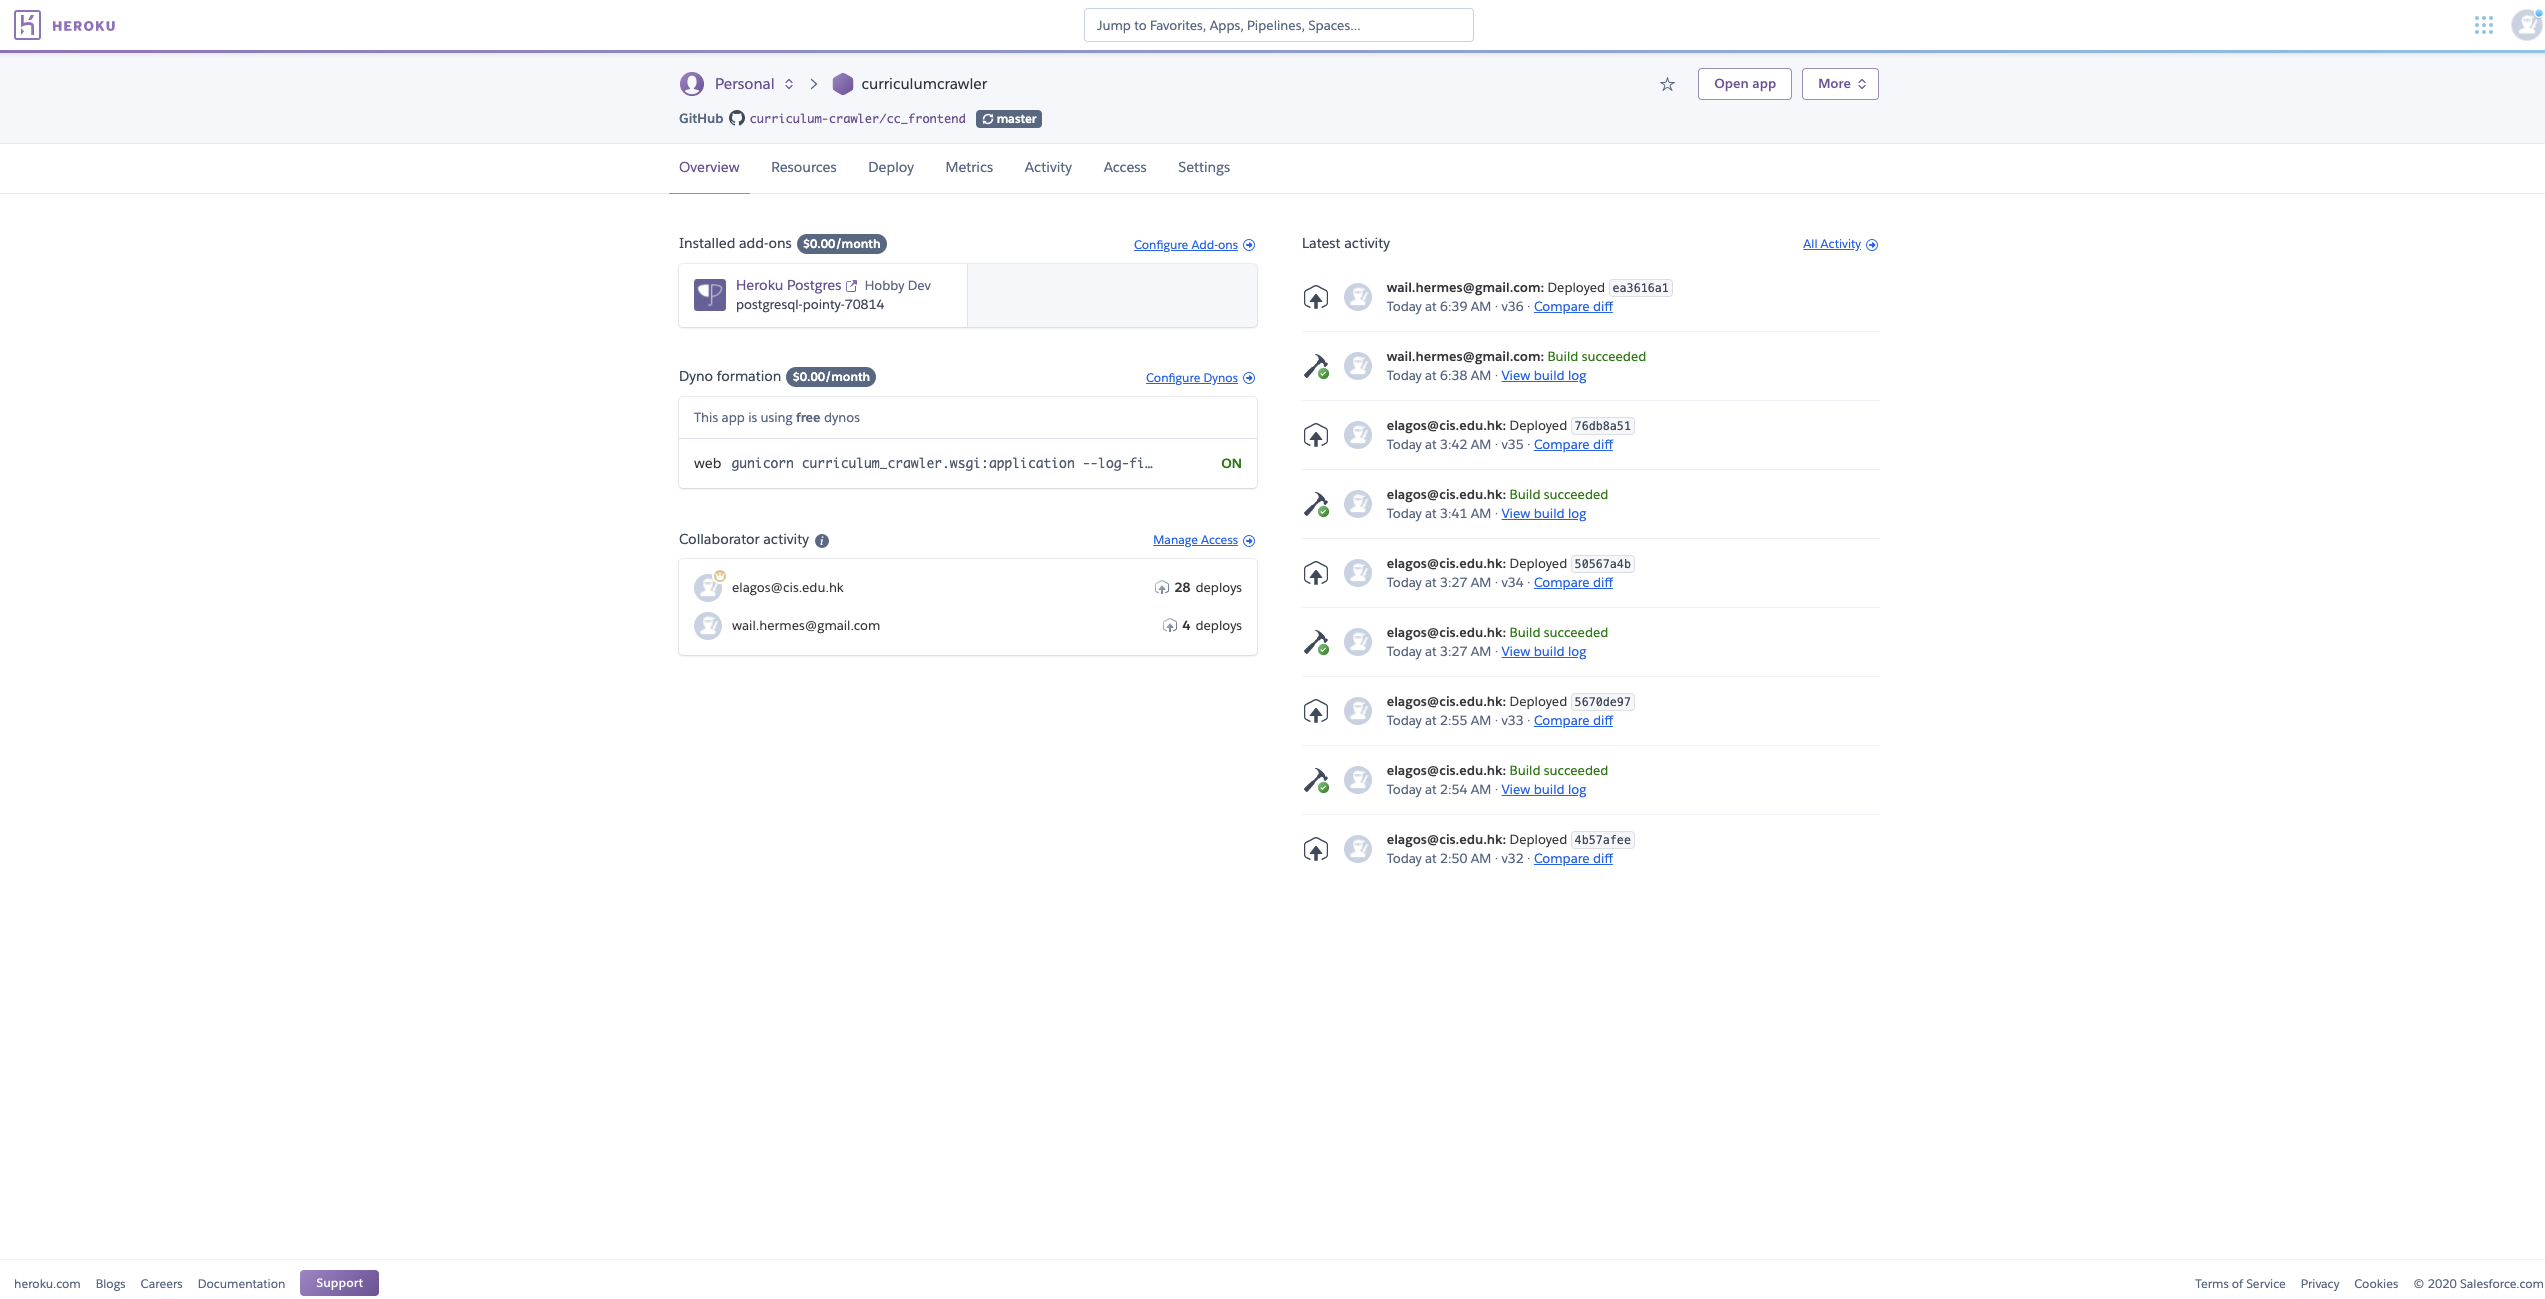 HEROKU
Jump to Favorites, Apps, Pipelines, Spaces...
Personal
curriculumcrawler
Open app
More
GitHub curriculum-crawler/cc_frontend master
Overview
Resources
Deploy
Metrics
Activity
Access
Settings
Installed add-ons $0.00/month
Configure Add-ons
Heroku Postgres Hobby Dev
postgresql-pointy-70814
Dyno formation $0.00/month
Configure Dynos
This app is using free dynos
web gunicorn curriculum_crawler.wsgi:application --log-fi…
ON
Collaborator activity
Manage Access
elagos@cis.edu.hk
28 deploys
wail.hermes@gmail.com
4 deploys
Latest activity
All Activity
wail.hermes@gmail.com: Deployed ea3616a1
Today at 6:39 AM · v36 · Compare diff
wail.hermes@gmail.com: Build succeeded
Today at 6:38 AM · View build log
elagos@cis.edu.hk: Deployed 76db8a51
Today at 3:42 AM · v35 · Compare diff
elagos@cis.edu.hk: Build succeeded
Today at 3:41 AM · View build log
elagos@cis.edu.hk: Deployed 50567a4b
Today at 3:27 AM · v34 · Compare diff
elagos@cis.edu.hk: Build succeeded
Today at 3:27 AM · View build log
elagos@cis.edu.hk: Deployed 5670de97
Today at 2:55 AM · v33 · Compare diff
elagos@cis.edu.hk: Build succeeded
Today at 2:54 AM · View build log
elagos@cis.edu.hk: Deployed 4b57afee
Today at 2:50 AM · v32 · Compare diff
heroku.com
Blogs
Careers
Documentation
Support
Terms of Service
Privacy
Cookies
© 2020 Salesforce.com